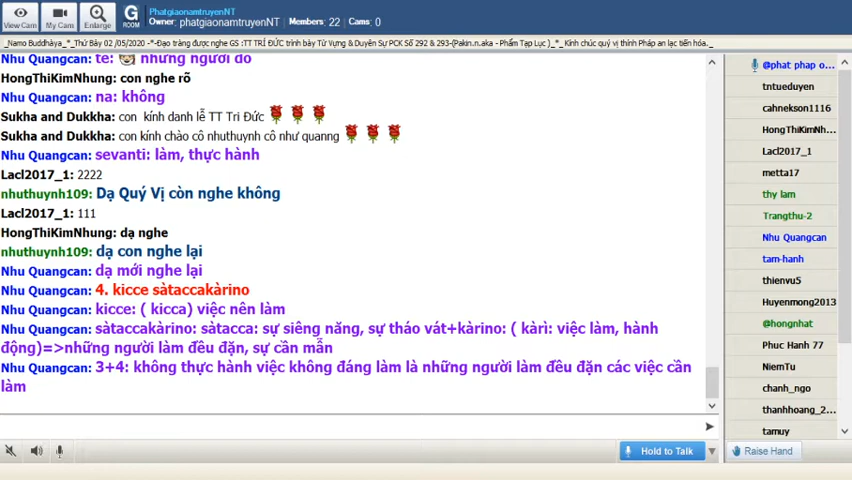 PhatgiaonamtruyenNT
Owner: phatgiaonamtruyenNT Members: 22 Cams: 0
View Cam My Cam Enlarge G ROOM
_Namo Buddhàya_*_Thứ Bảy 02 /05/2020 -*-Đạo tràng được nghe GS :TT TRÍ ĐỨC trình bày Từ Vựng & Duyên Sự PCK Số 292 & 293-(Pakin.n.aka - Phẩm Tạp Lục )_*_ Kính chúc quý vị thính Pháp an lạc tiến hóa._
te: những người đó
HongThiKimNhung: con nghe rõ
Nhu Quangcan: na: không
Sukha and Dukkha: con kính danh lễ TT Tri Đức
Sukha and Dukkha: con kính chào cô nhuthuynh cô như quanng
Nhu Quangcan: sevanti: làm, thực hành
Lacl2017_1: 2222
nhuthuynh109: Dạ Quý Vị còn nghe không
Lacl2017_1: 111
HongThiKimNhung: dạ nghe
nhuthuynh109: dạ con nghe lại
Nhu Quangcan: dạ mới nghe lại
Nhu Quangcan: 4. kicce sàtaccakàrino
Nhu Quangcan: kicce: ( kicca) việc nên làm
Nhu Quangcan: sàtaccakàrino: sàtacca: sự siêng năng, sự tháo vát+kàrino: ( kàrì: việc làm, hành
động)=>những người làm đều đặn, sự cần mẫn
Nhu Quangcan: 3+4: không thực hành việc không đáng làm là những người làm đều đặn các việc cần
làm
@phat phap o...
tntueduyen
cahnekson1116
HongThiKimNh...
Lacl2017_1
metta17
thy lam
Trangthu-2
Nhu Quangcan
tam-hanh
thienvu5
Huyenmong2013
@hongnhat
Phuc Hanh 77
NiemTu
chanh_ngo
thanhhoang_2...
tamuy
Hold to Talk
Raise Hand